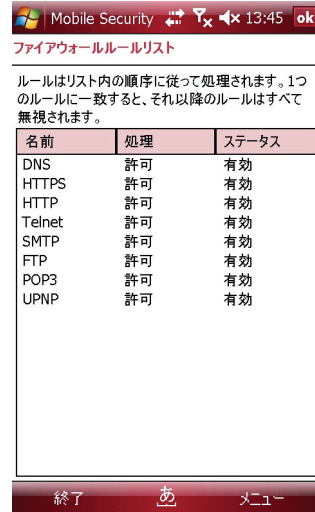 Mobile Security 13:45 ok
ファイアウォールルールリスト
ルールはリスト内の順序に従って処理されます。1つ
のルールに一致すると、それ以降のルールはすべて
無視されます。
名前 処理 ステータス
DNS 許可 有効
HTTPS 許可 有効
HTTP 許可 有効
Telnet 許可 有効
SMTP 許可 有効
FTP 許可 有効
POP3 許可 有効
UPNP 許可 有効
終了 あ メニュー